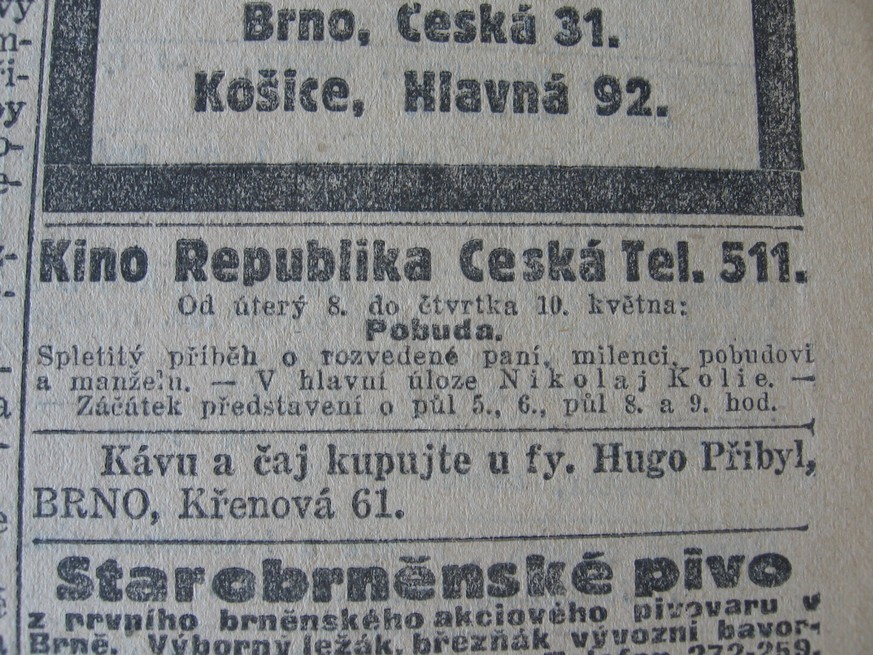 Brno, Česká 31.
Košice, Hlavná 92.
Kino Republika Česká Tel. 511.
Od úterý 8. do čtvrtka 10. května:
Pobuda.
Spletitý příběh o rozvedené paní, milenci, pobudovi
a manželu. — V hlavní úloze Nikolaj Kolie. —
Záčátek představení o půl 5., 6., půl 8. a 9. hod.
Kávu a čaj kupujte u fy. Hugo Přibyl,
BRNO, Křenová 61.
Starobrněnské pivo
z prvního brněnského akciového pivovaru v
Brně. Výborný ležák, březňák vývozní bavor-
272-259.